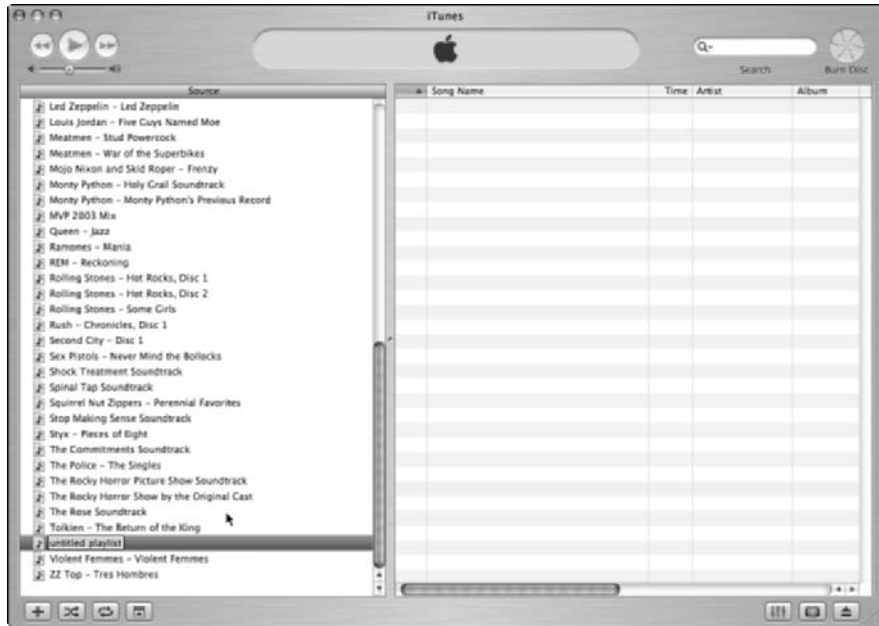 iTunes
Search
Burn Disc
Source
Song Name Time Artist Album
Led Zeppelin – Led Zeppelin
Louis Jordan – Five Guys Named Moe
Meatmen – Stud Powercock
Meatmen – War of the Superbikes
Mojo Nixon and Skid Roper – Frenzy
Monty Python – Holy Grail Soundtrack
Monty Python – Monty Python's Previous Record
MVP 2003 Mix
Queen – Jazz
Ramones – Mania
REM – Reckoning
Rolling Stones – Hot Rocks, Disc 1
Rolling Stones – Hot Rocks, Disc 2
Rolling Stones – Some Girls
Rush – Chronicles, Disc 1
Second City – Disc 1
Sex Pistols – Never Mind the Bollocks
Shock Treatment Soundtrack
Spinal Tap Soundtrack
Squirrel Nut Zippers – Perennial Favorites
Stop Making Sense Soundtrack
Styx – Pieces of Eight
The Commitments Soundtrack
The Police – The Singles
The Rocky Horror Picture Show Soundtrack
The Rocky Horror Show by the Original Cast
The Rose Soundtrack
Tolkien – The Return of the King
untitled playlist
Violent Femmes – Violent Femmes
ZZ Top – Tres Hombres